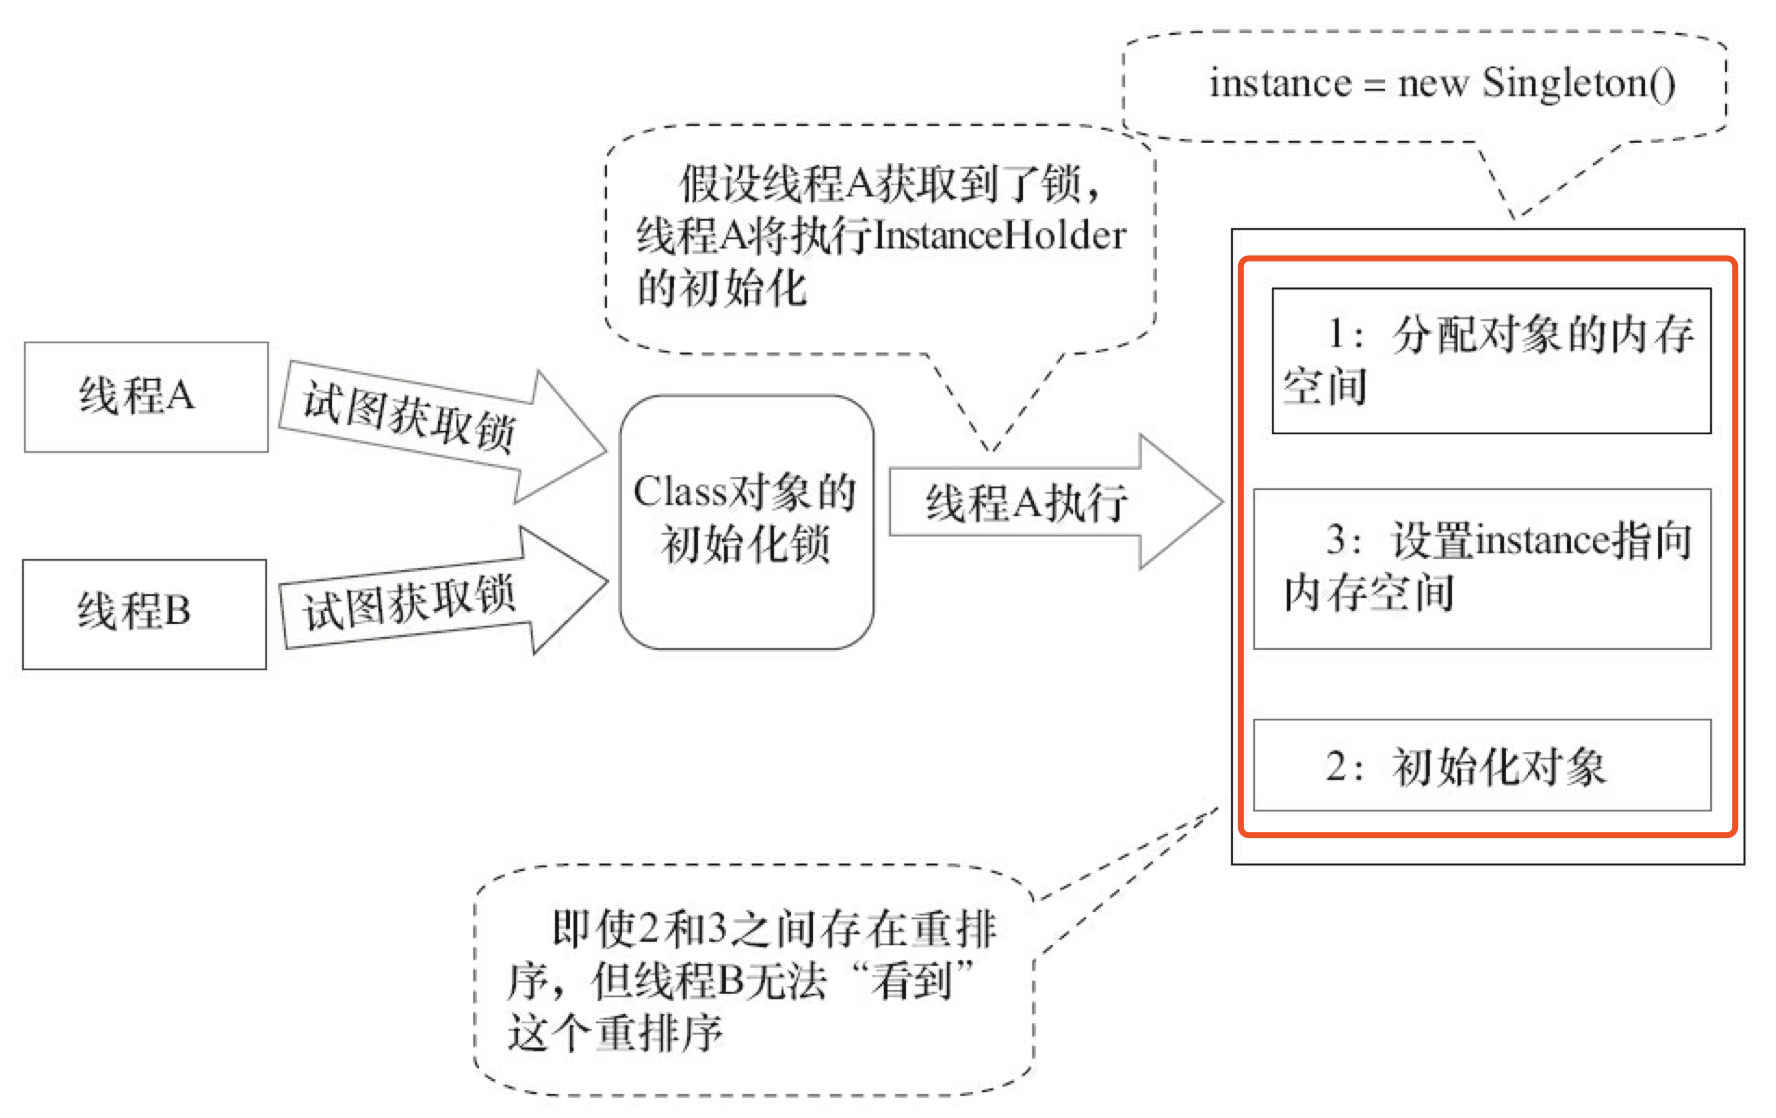 instance = new Singleton()
假设线程A获取到了锁，
线程A将执行InstanceHolder
的初始化
线程A
试图获取锁
线程B
试图获取锁
Class对象的
初始化锁
线程A执行
1：分配对象的内存
空间
3：设置instance指向
内存空间
2：初始化对象
即使2和3之间存在重排
序，但线程B无法“看到”
这个重排序